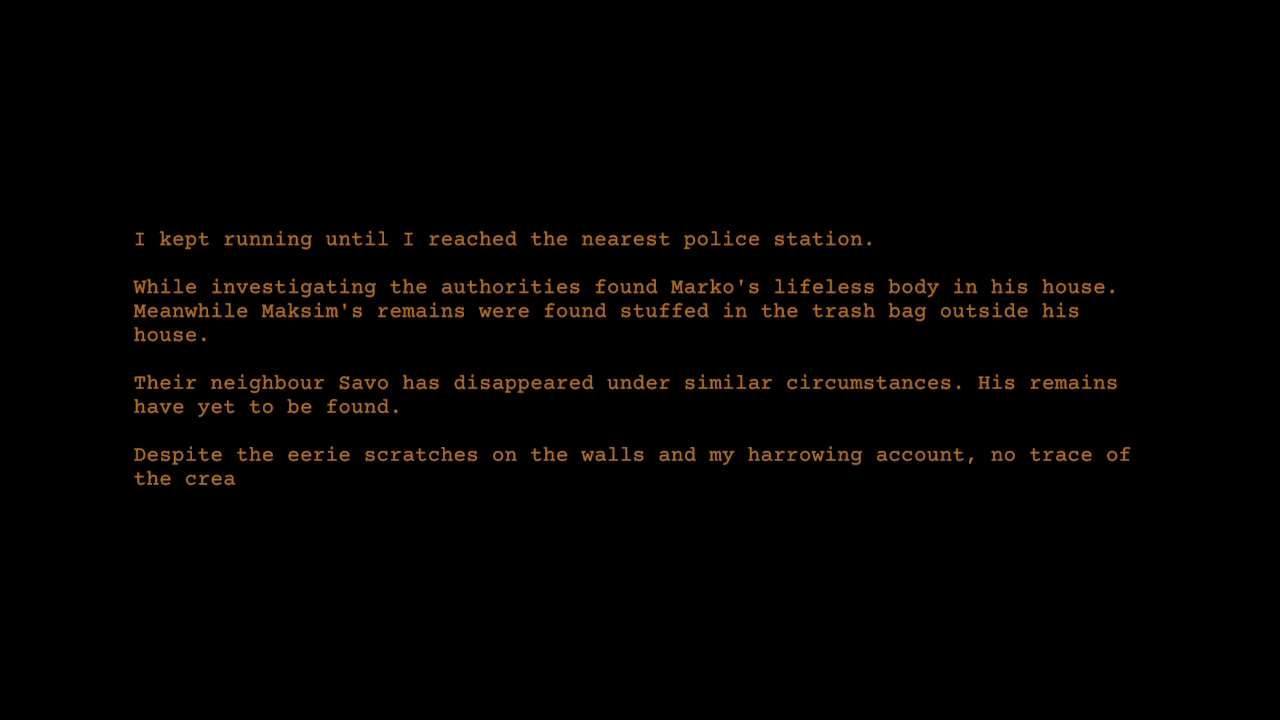 I kept running until I reached the nearest police station.
While investigating the authorities found Marko's lifeless body in his house.
Meanwhile Maksim's remains were found stuffed in the trash bag outside his
house.
Their neighbour Savo has disappeared under similar circumstances. His remains
have yet to be found.
Despite the eerie scratches on the walls and my harrowing account, no trace of
the crea